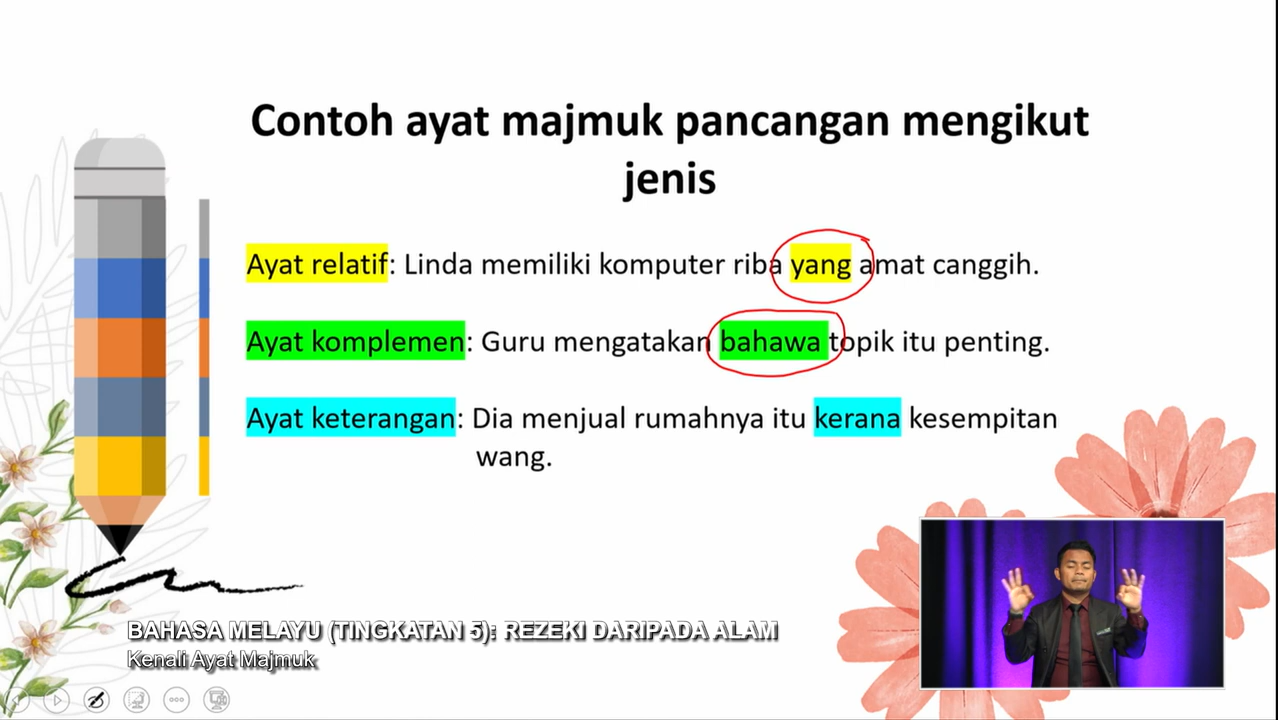 Contoh ayat majmuk pancangan mengikut
jenis
Ayat relatif: Linda memiliki komputer riba yang amat canggih.
Ayat komplemen: Guru mengatakan bahawa topik itu penting.
Ayat keterangan: Dia menjual rumahnya itu kerana kesempitan
wang.
BAHASA MELAYU (TINGKATAN 5): REZEKI DARIPADA ALAM
Kenali Ayat Majmuk